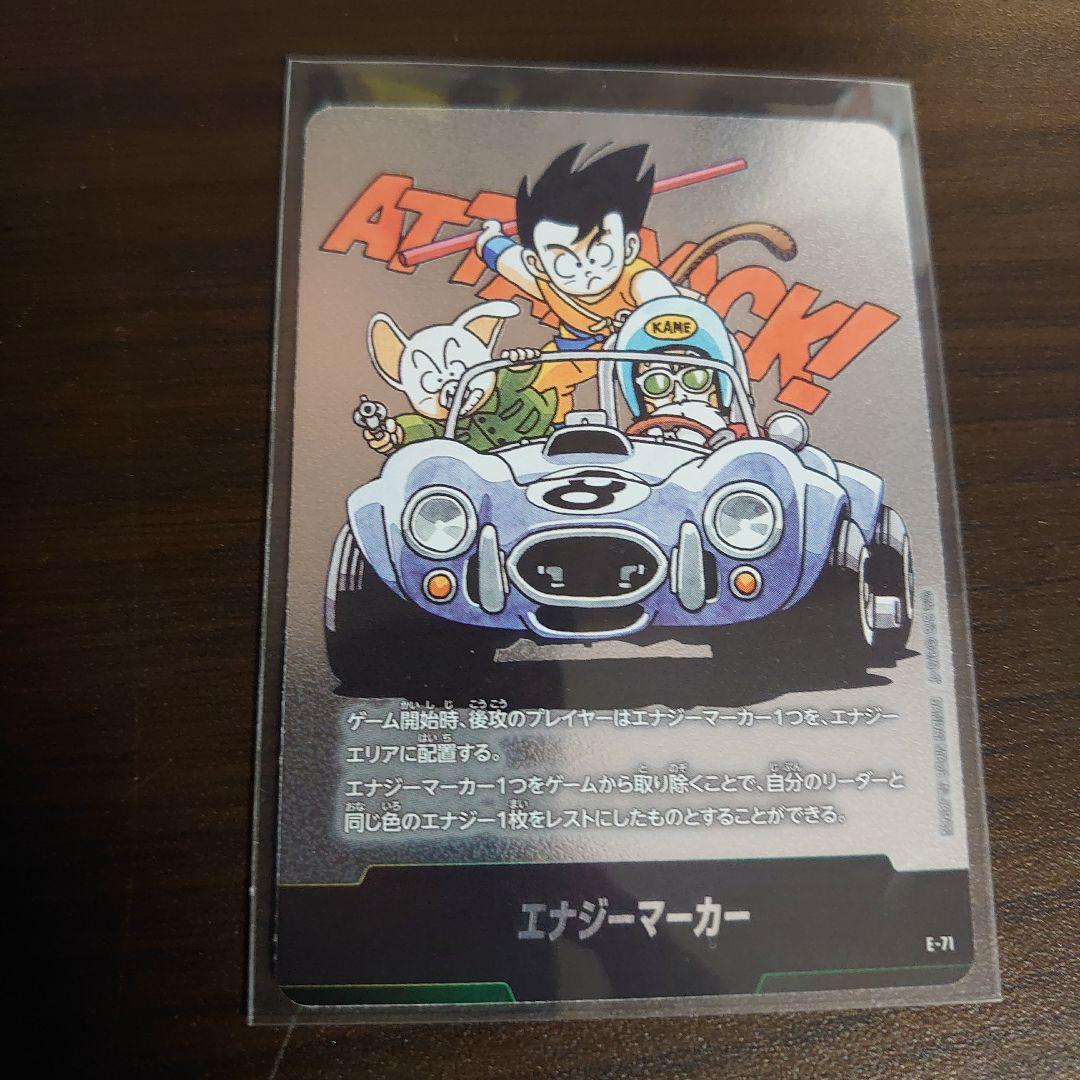 ATTACK!
KAME
8
ゲーム開始時、後攻のプレイヤーはエナジーマーカー1つを、エナジー
エリアに配置する。
エナジーマーカー1つをゲームから取り除くことで、自分のリーダーと
同じ色のエナジー1枚をレストにしたものとすることができる。
エナジーマーカー
E-71